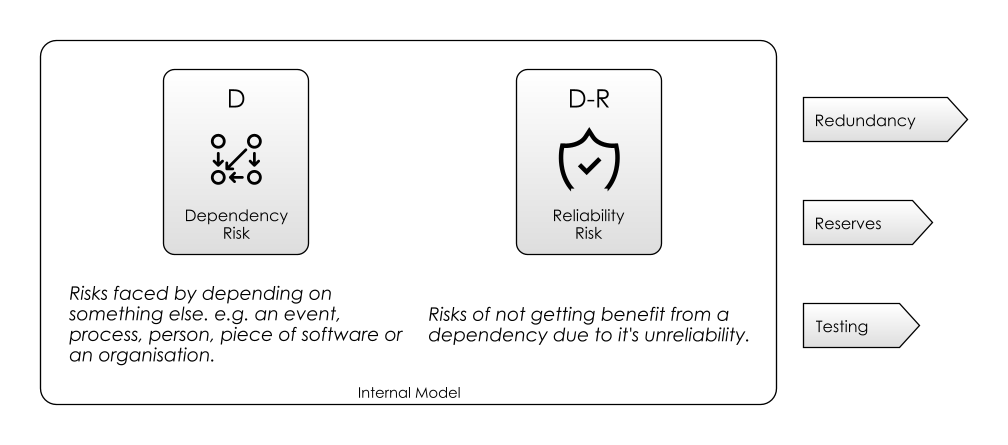 D
Dependency
Risk
Risks faced by depending on
something else. e.g. an event,
process, person, piece of software or
an organisation.
D-R
Reliability
Risk
Risks of not getting benefit from a
dependency due to it's unreliability.
Internal Model
Redundancy
Reserves
Testing